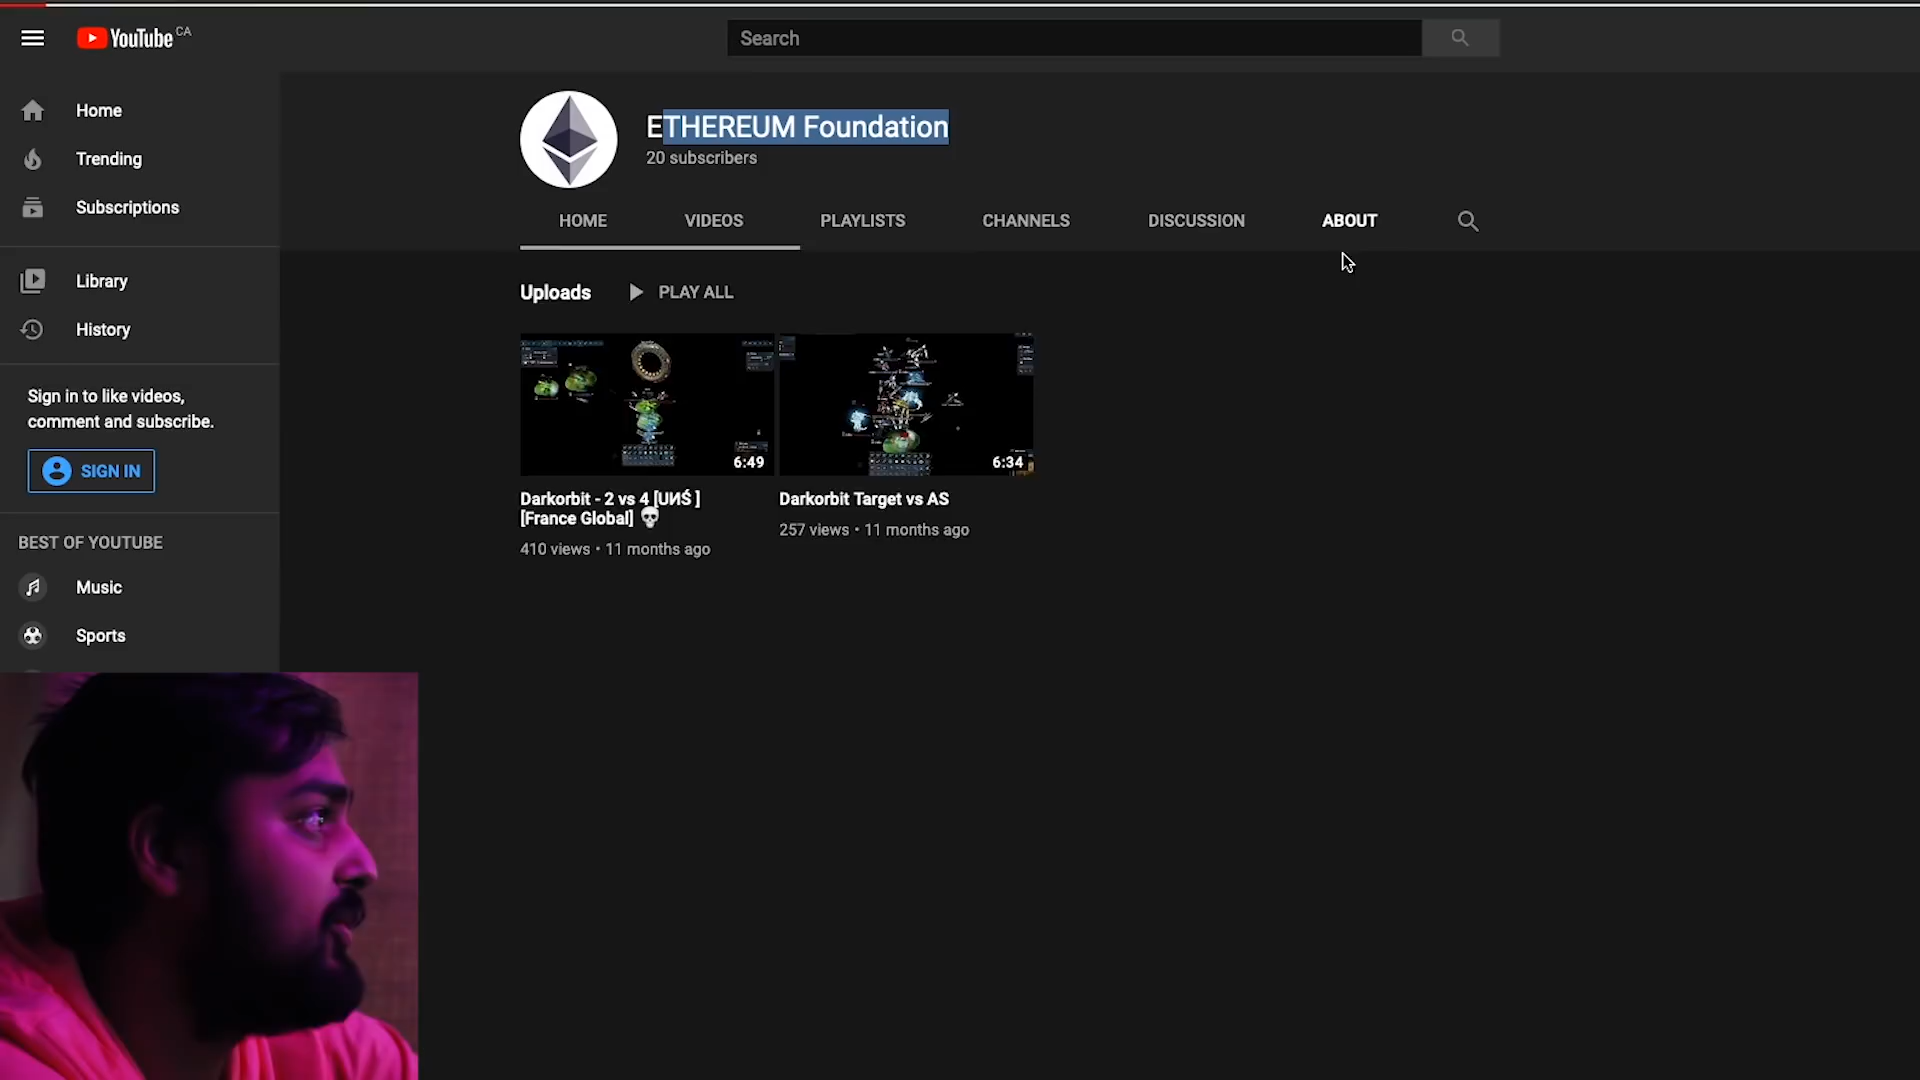 YouTube CA
Search
Home
Trending
Subscriptions
Library
History
Sign in to like videos,
comment and subscribe.
SIGN IN
BEST OF YOUTUBE
Music
Sports
ETHEREUM Foundation
20 subscribers
HOME
VIDEOS
PLAYLISTS
CHANNELS
DISCUSSION
ABOUT
Uploads
PLAY ALL
6:49
6:34
Darkorbit - 2 vs 4 [UИŚ ]
[France Global] 💀
410 views • 11 months ago
Darkorbit Target vs AS
257 views • 11 months ago